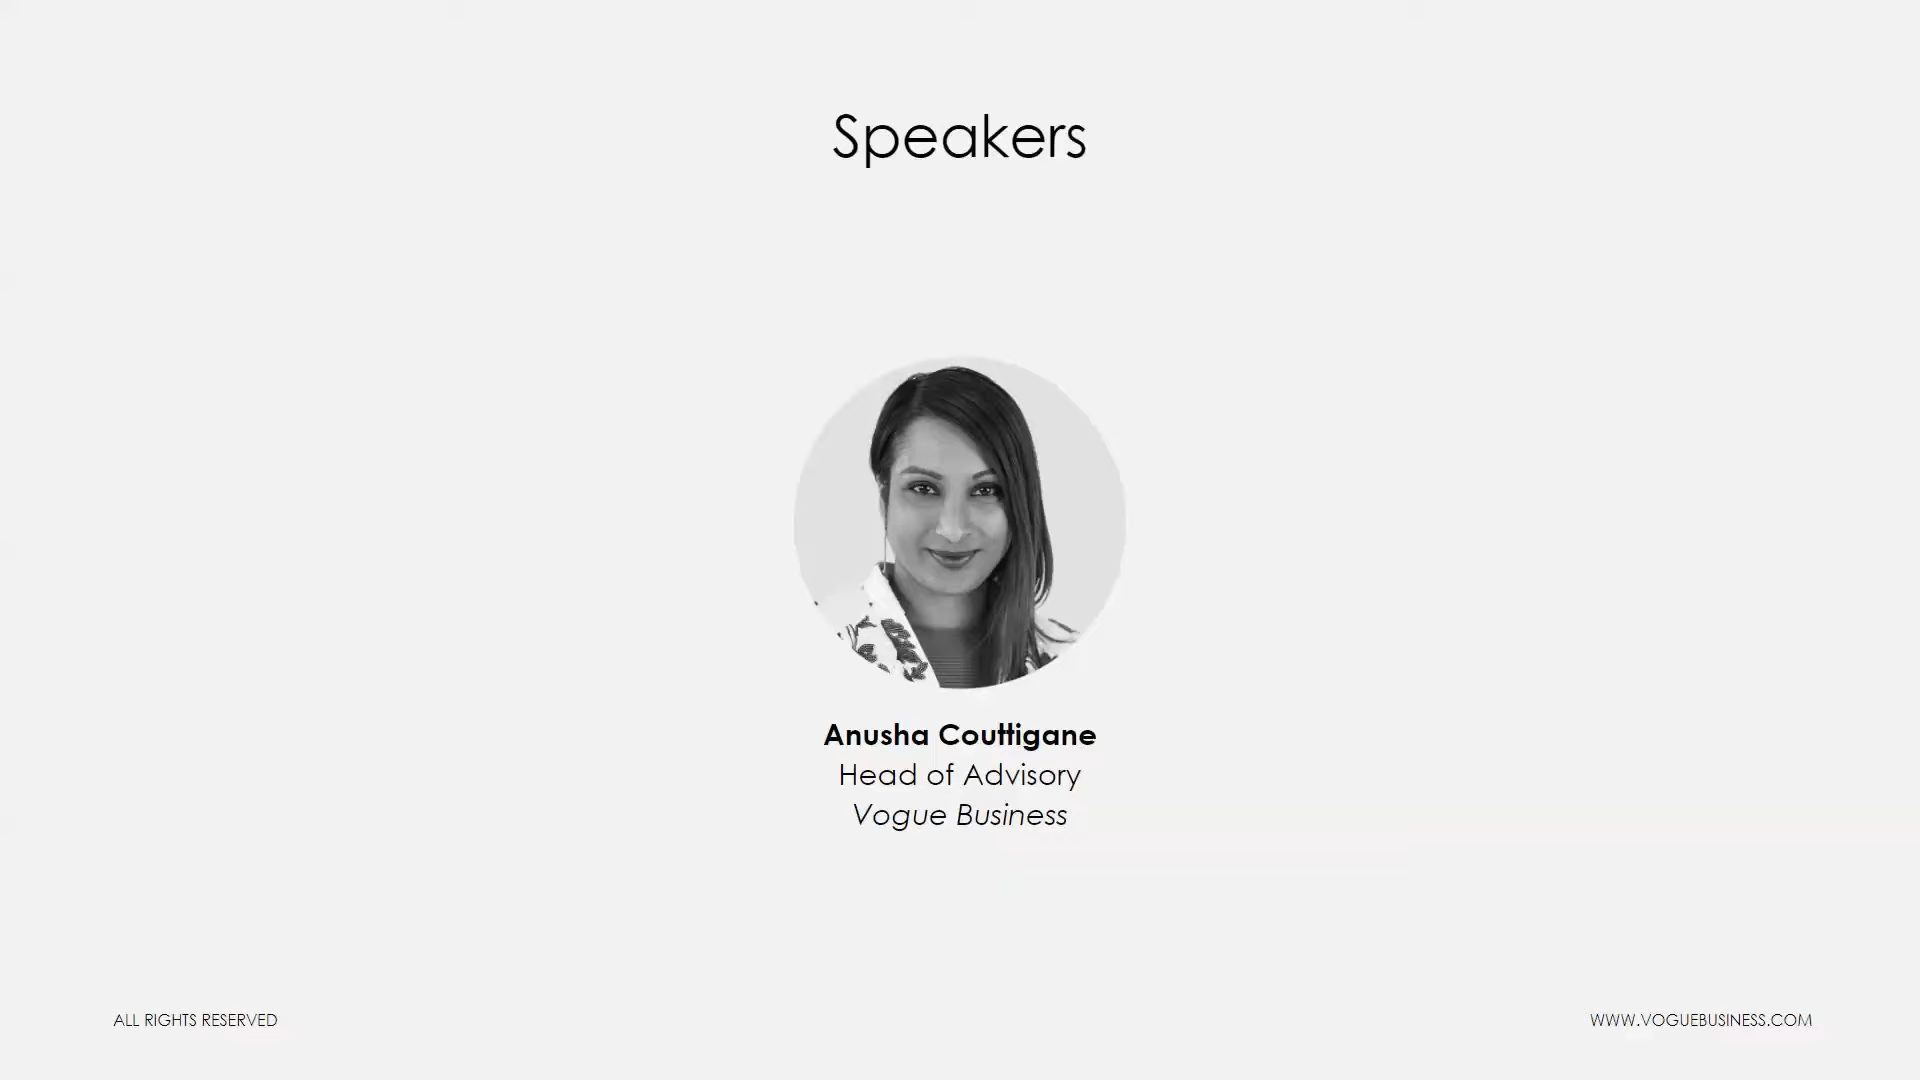 Speakers
Anusha Couttigane
Head of Advisory
Vogue Business
ALL RIGHTS RESERVED
WWW.VOGUEBUSINESS.COM